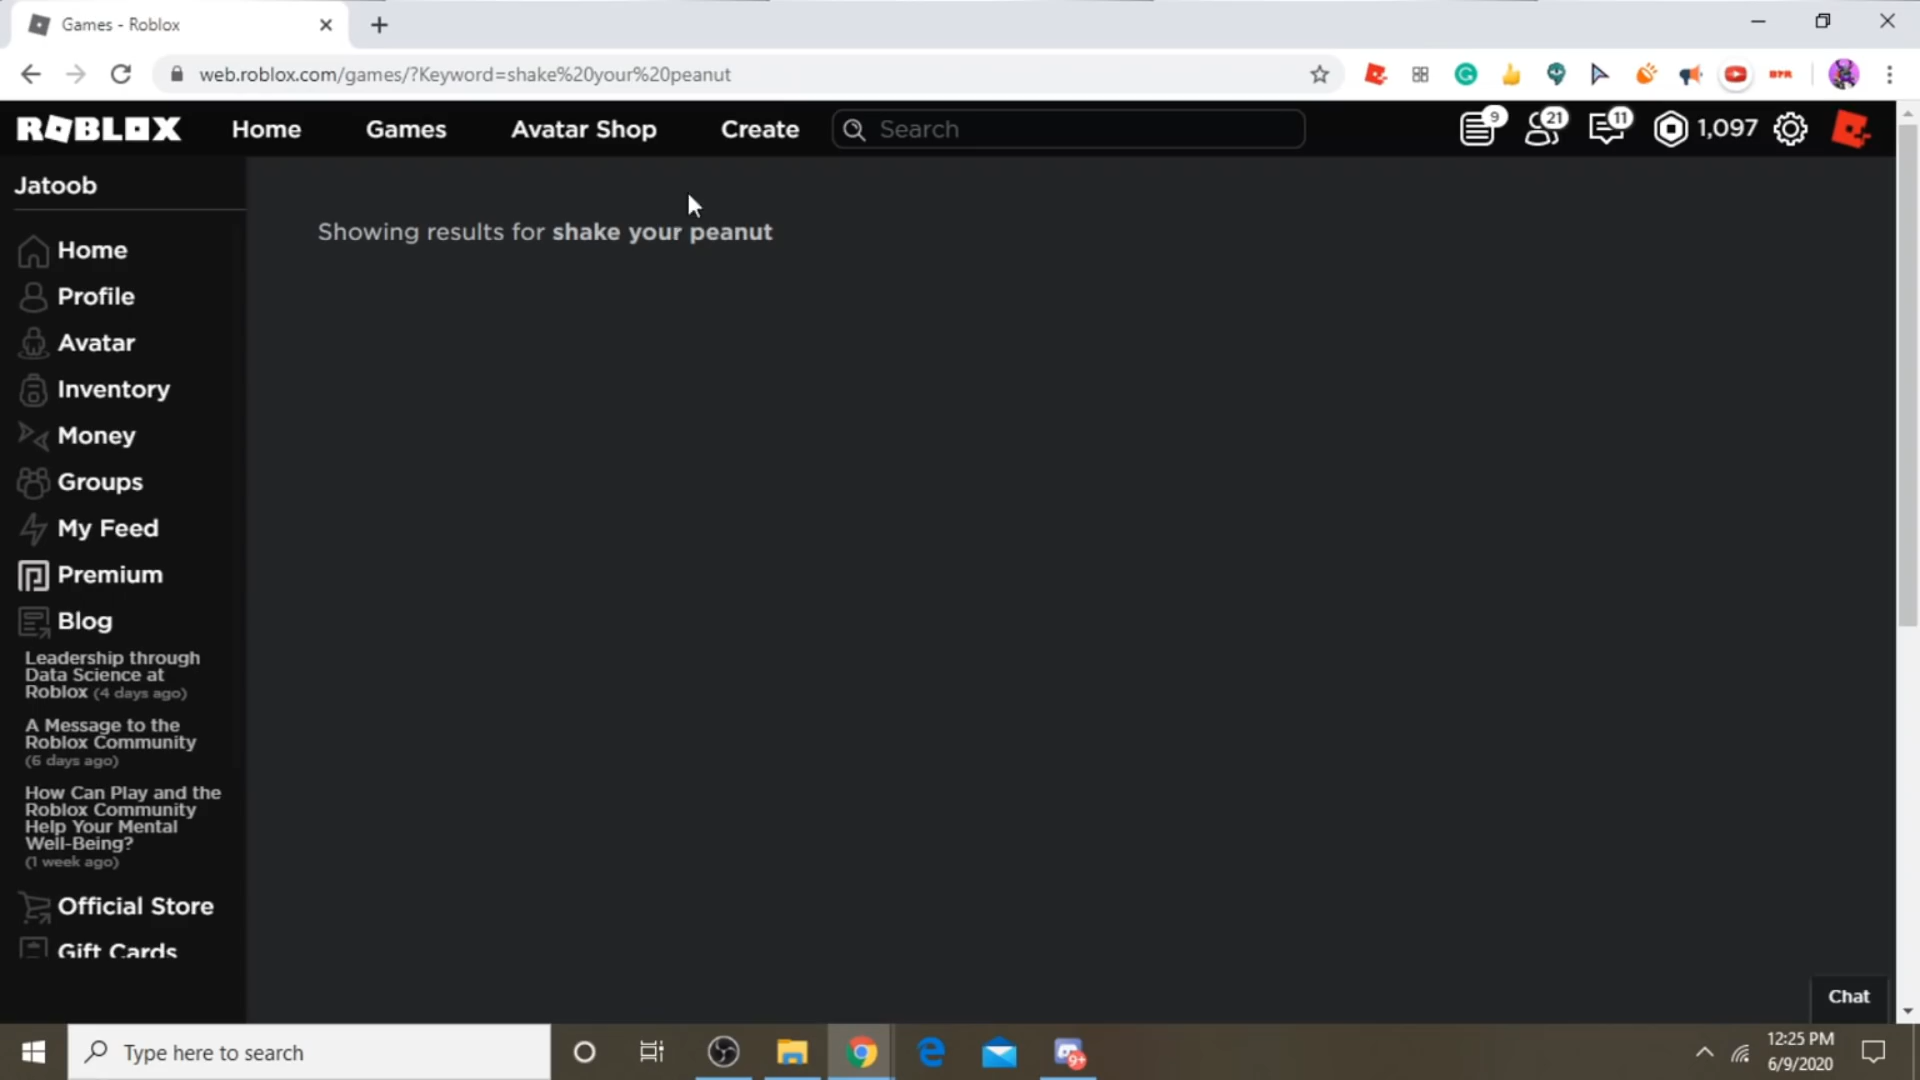 Games - Roblox
web.roblox.com/games/?Keyword=shake%20your%20peanut
BTR
ROBLOX
Home
Games
Avatar Shop
Create
Search
9
21
11
1,097
Jatoob
Showing results for shake your peanut
Home
Profile
Avatar
Inventory
Money
Groups
My Feed
Premium
Blog
Leadership through
Data Science at
Roblox (4 days ago)
A Message to the
Roblox Community
(6 days ago)
How Can Play and the
Roblox Community
Help Your Mental
Well-Being?
(1 week ago)
Official Store
Gift Cards
Chat
Type here to search
9+
12:25 PM
6/9/2020